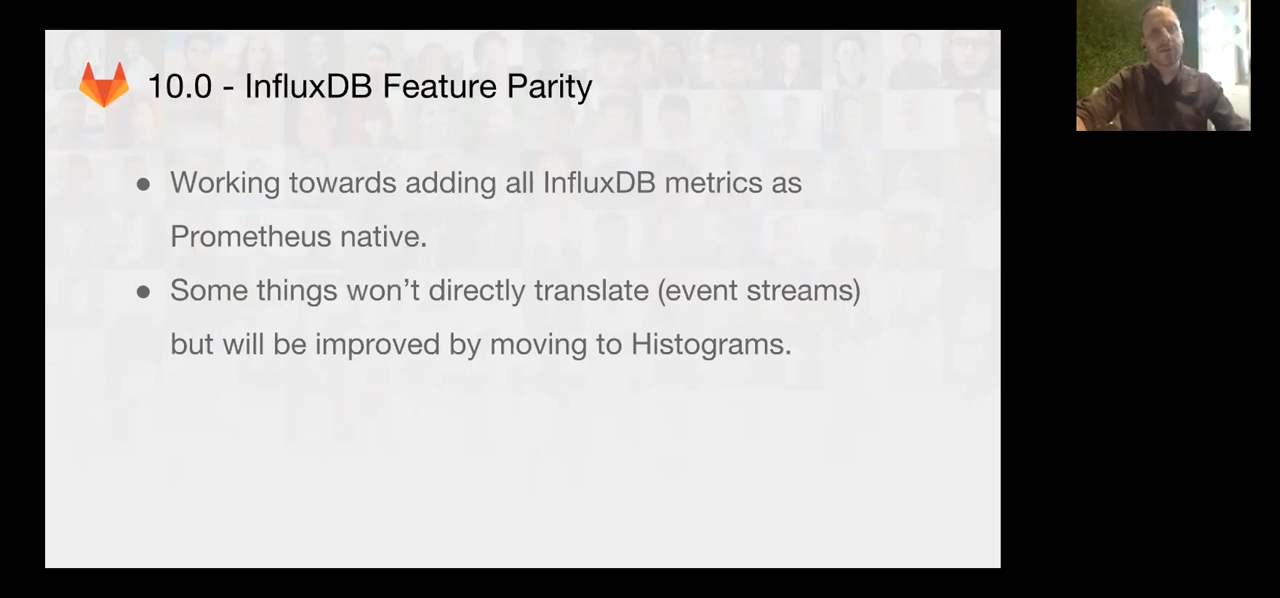 10.0 - InfluxDB Feature Parity
● Working towards adding all InfluxDB metrics as
Prometheus native.
● Some things won’t directly translate (event streams)
but will be improved by moving to Histograms.